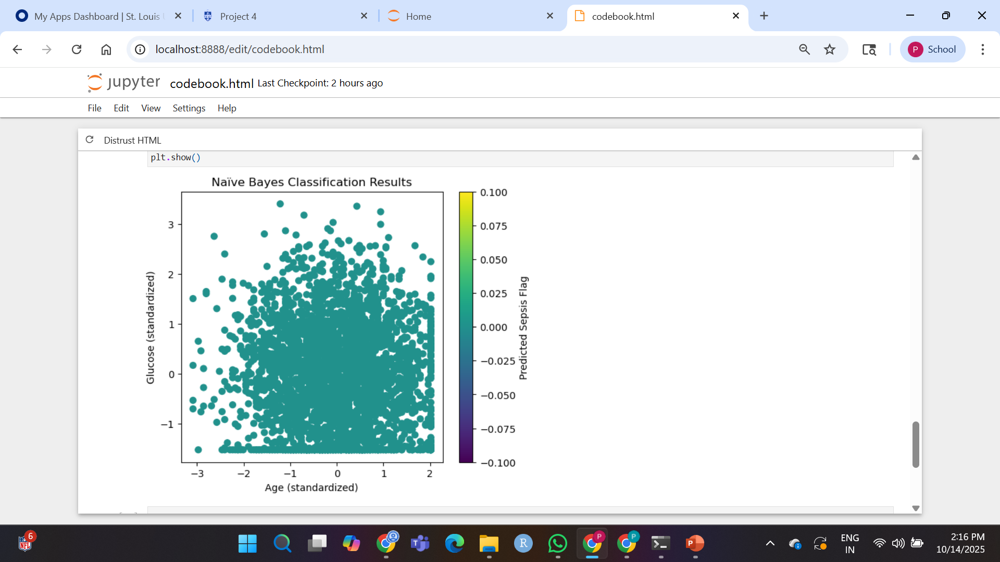 My Apps Dashboard | St. Louis
Project 4
Home
codebook.html
localhost:8888/edit/codebook.html
P
School
jupyter
codebook.html
Last Checkpoint: 2 hours ago
File
Edit
View
Settings
Help
Distrust HTML
plt.show()
Naïve Bayes Classification Results
3
2
1
0
−1
Glucose (standardized)
−3
−2
−1
0
1
2
Age (standardized)
0.100
0.075
0.050
0.025
0.000
−0.025
−0.050
−0.075
−0.100
Predicted Sepsis Flag
6
NFL
T
R
P
P
P
ENG
IN
2:16 PM
10/14/2025